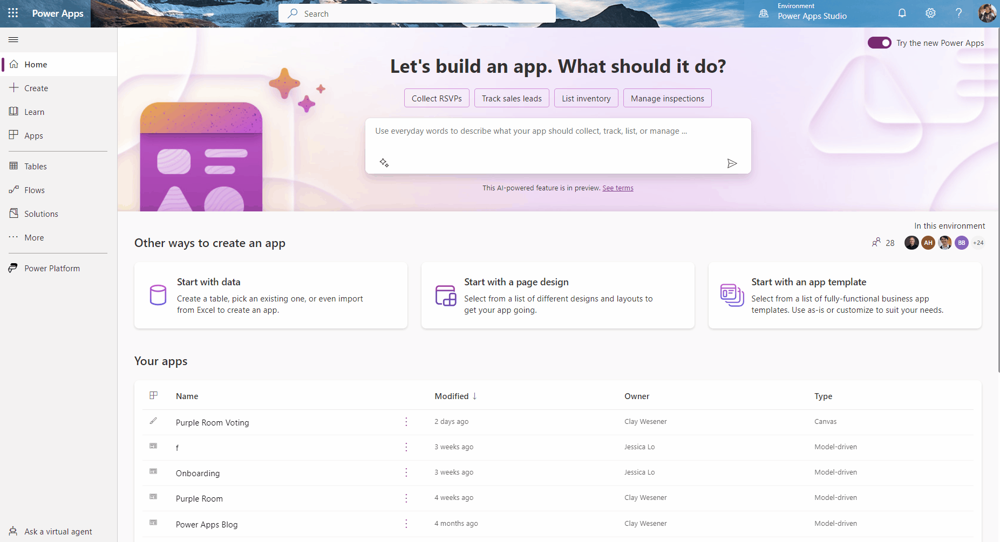 Power Apps
Search
Environment
Power Apps Studio
Home
Create
Learn
Apps
Tables
Flows
Solutions
More
Power Platform
Ask a virtual agent
Try the new Power Apps
Let's build an app. What should it do?
Collect RSVPs
Track sales leads
List inventory
Manage inspections
Use everyday words to describe what your app should collect, track, list, or manage ...
This AI-powered feature is in preview. See terms
In this environment
28
AH
BB
+24
Other ways to create an app
Start with data
Create a table, pick an existing one, or even import
from Excel to create an app.
Start with a page design
Select from a list of different designs and layouts to
get your app going.
Start with an app template
Select from a list of fully-functional business app
templates. Use as-is or customize to suit your needs.
Your apps
Name Modified ↓ Owner Type
Purple Room Voting 2 days ago Clay Wesener Canvas
f 3 weeks ago Jessica Lo Model-driven
Onboarding 3 weeks ago Jessica Lo Model-driven
Purple Room 4 weeks ago Clay Wesener Model-driven
Power Apps Blog 4 months ago Clay Wesener Model-driven